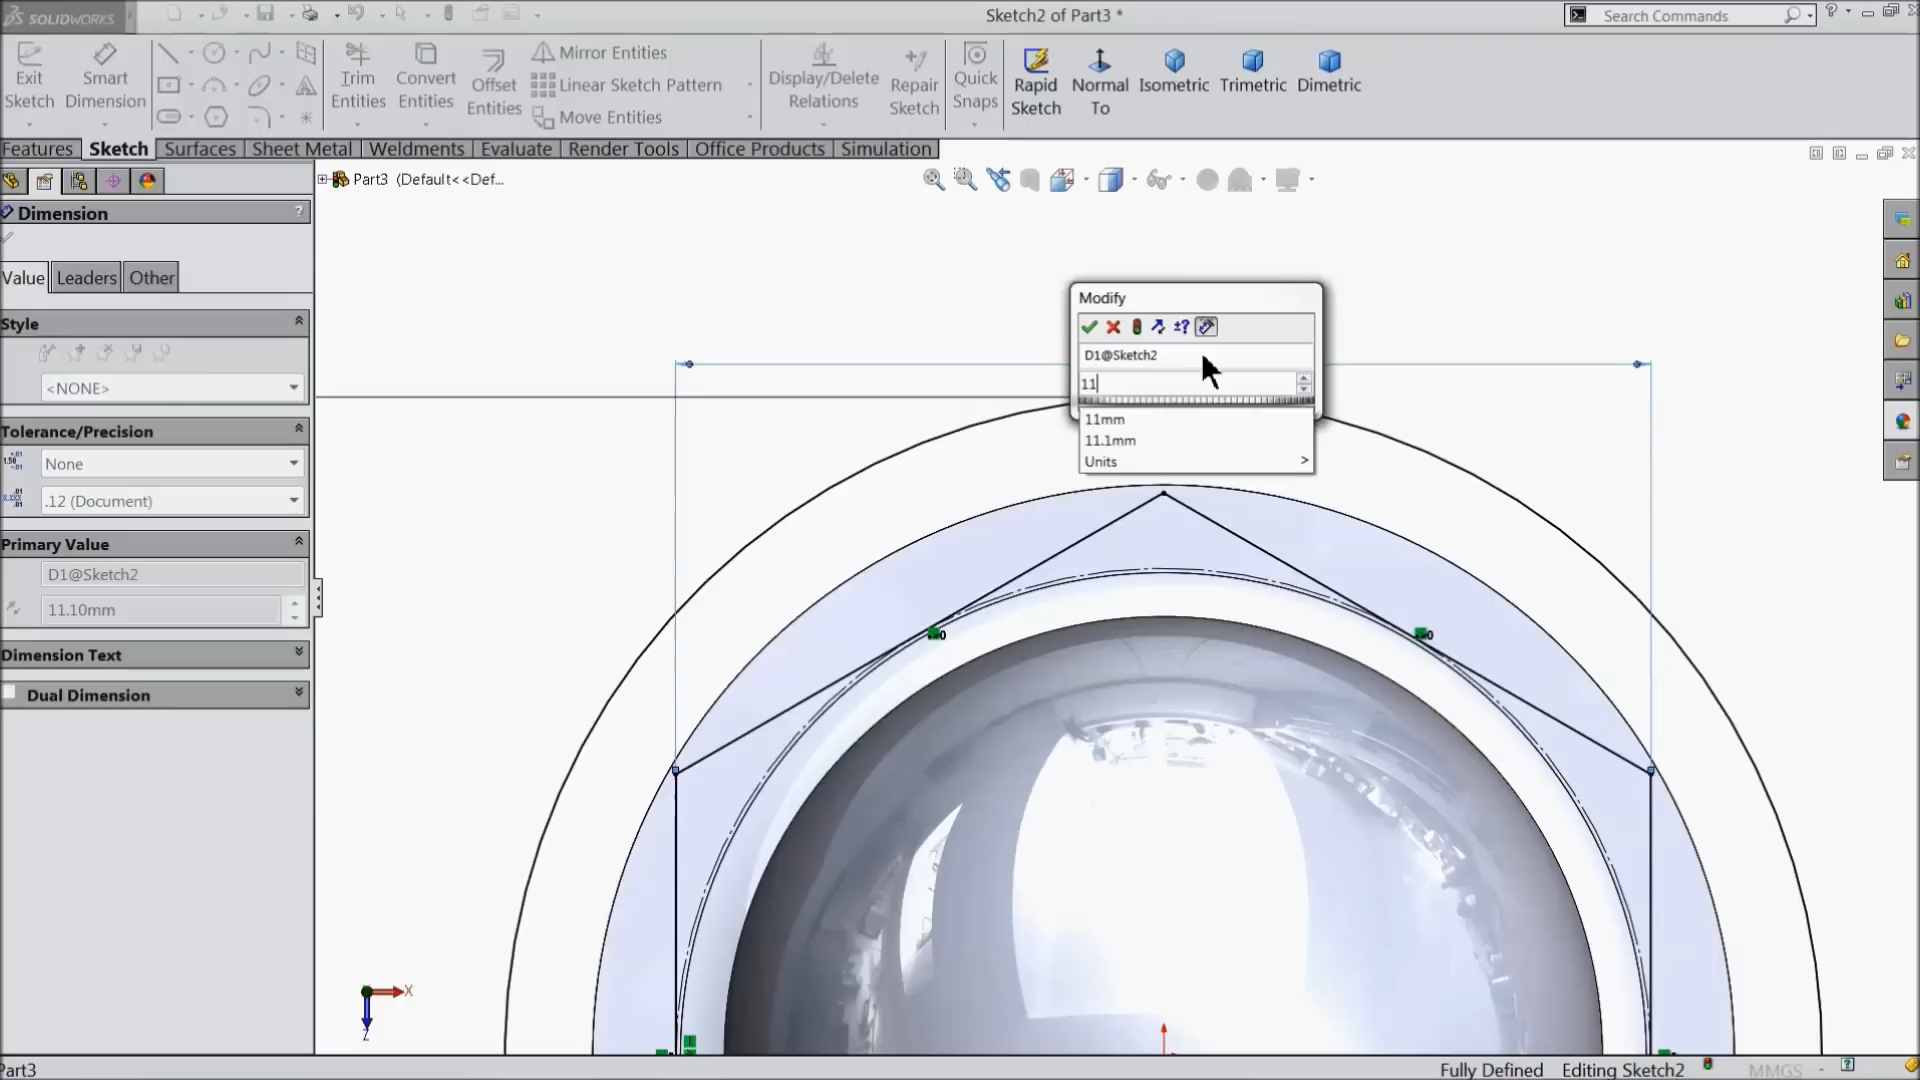 SOLIDWORKS
Sketch2 of Part3 *
Search Commands
?
Exit Sketch
Smart Dimension
Trim Entities
Convert Entities
Offset Entities
Mirror Entities
Linear Sketch Pattern
Move Entities
Display/Delete Relations
Repair Sketch
Quick Snaps
Rapid Sketch
Normal To
Isometric
Trimetric
Dimetric
Features
Sketch
Surfaces
Sheet Metal
Weldments
Evaluate
Render Tools
Office Products
Simulation
Part3 (Default<<Def...
Dimension
?
Value
Leaders
Other
Style
<NONE>
Tolerance/Precision
None
.12 (Document)
Primary Value
D1@Sketch2
11.10mm
Dimension Text
Dual Dimension
Modify
±?
D1@Sketch2
11
11mm
11.1mm
Units >
0
0
X
Z
Part3
Fully Defined
Editing Sketch2
MMGS
?